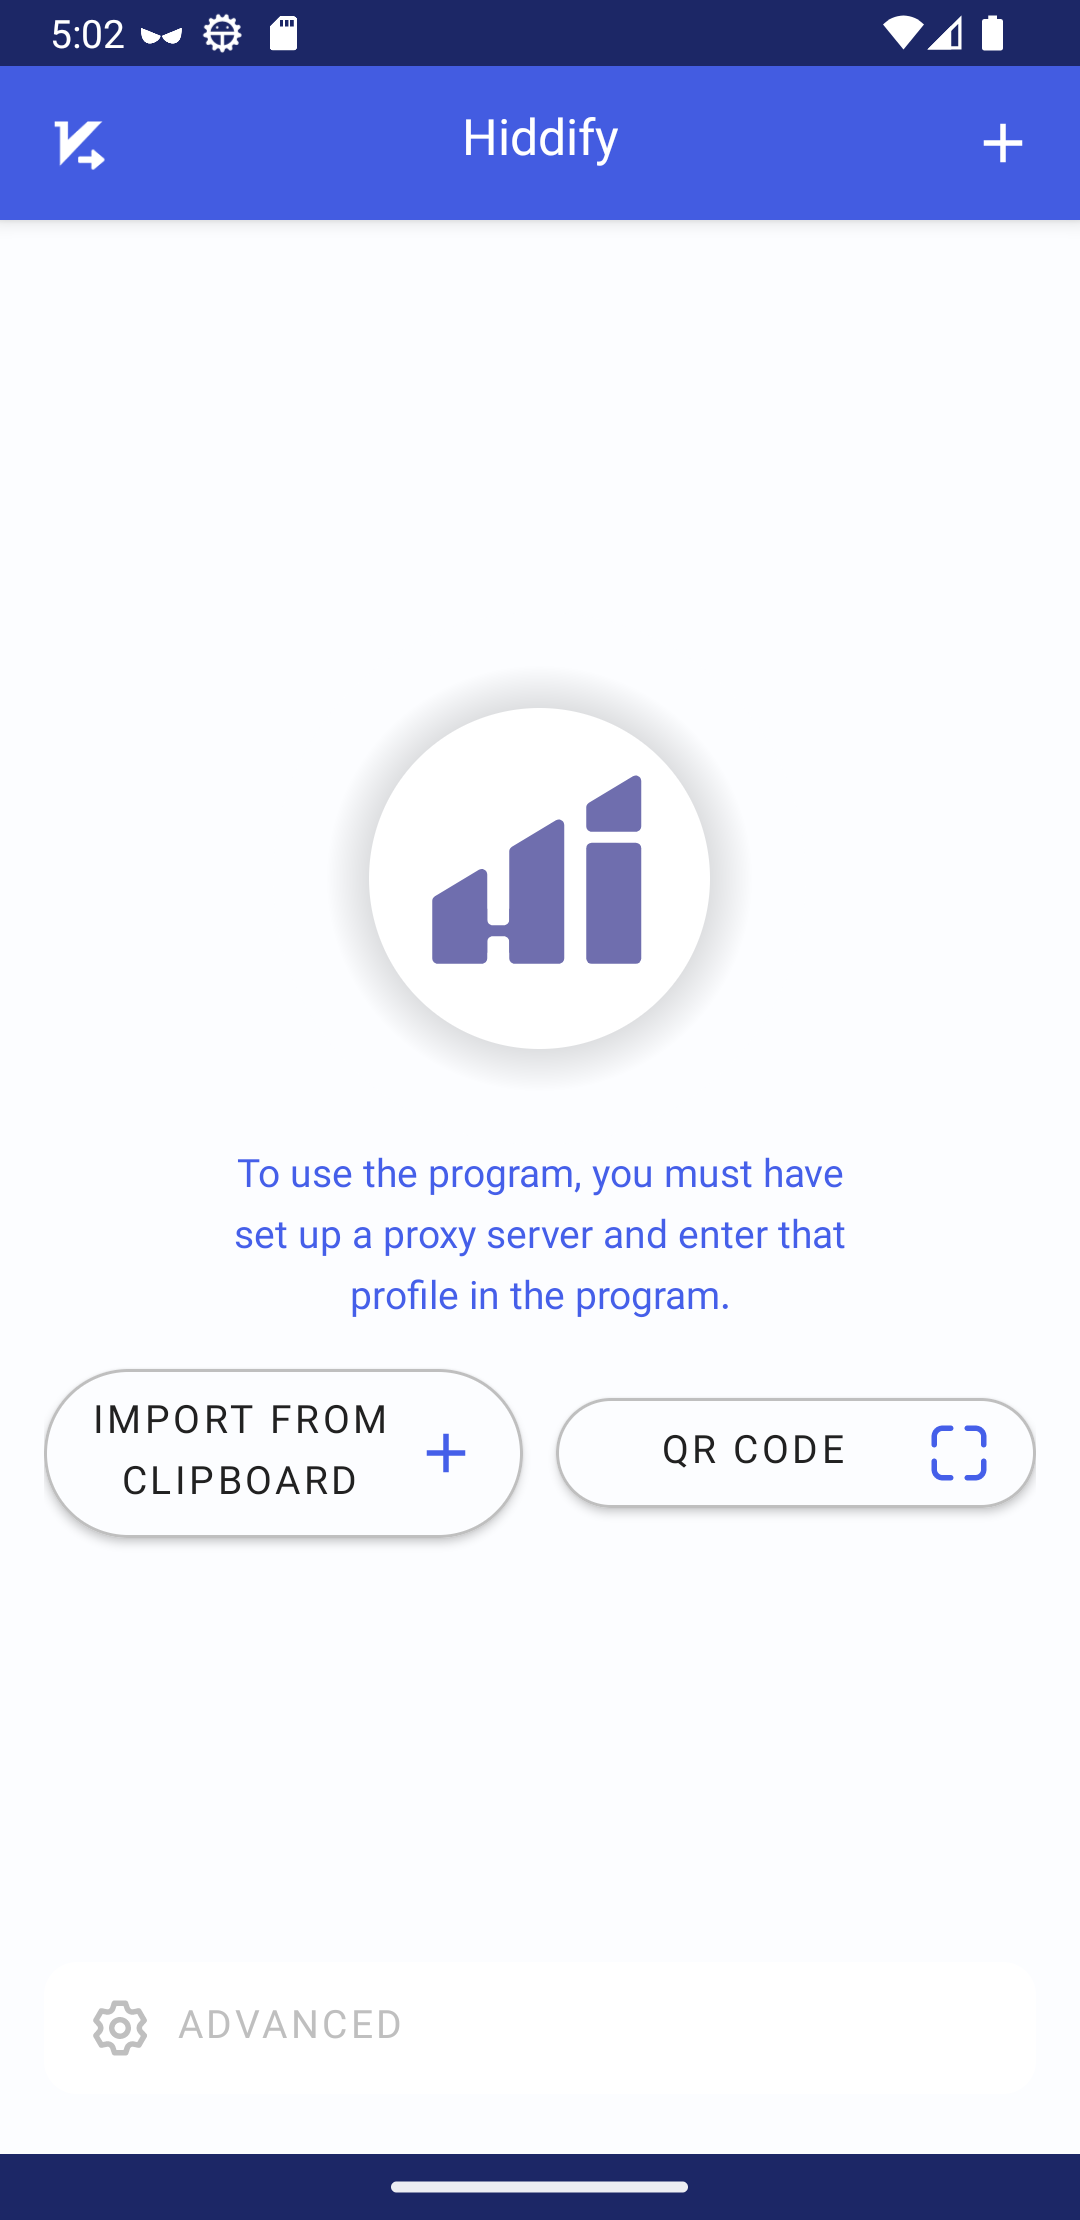 5:02
Hiddify
To use the program, you must have
set up a proxy server and enter that
profile in the program.
IMPORT FROM
CLIPBOARD
QR CODE
ADVANCED